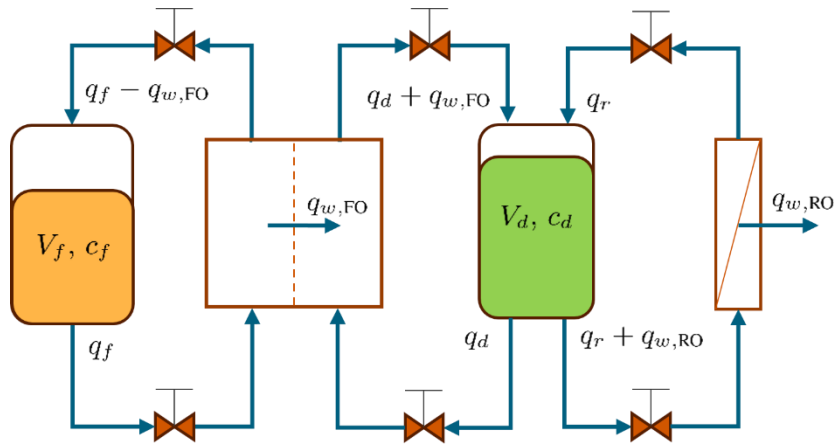 q_f − q_{w,FO}
q_d + q_{w,FO}
q_r
q_{w,FO}
q_{w,RO}
V_f, c_f
V_d, c_d
q_f
q_d
q_r + q_{w,RO}